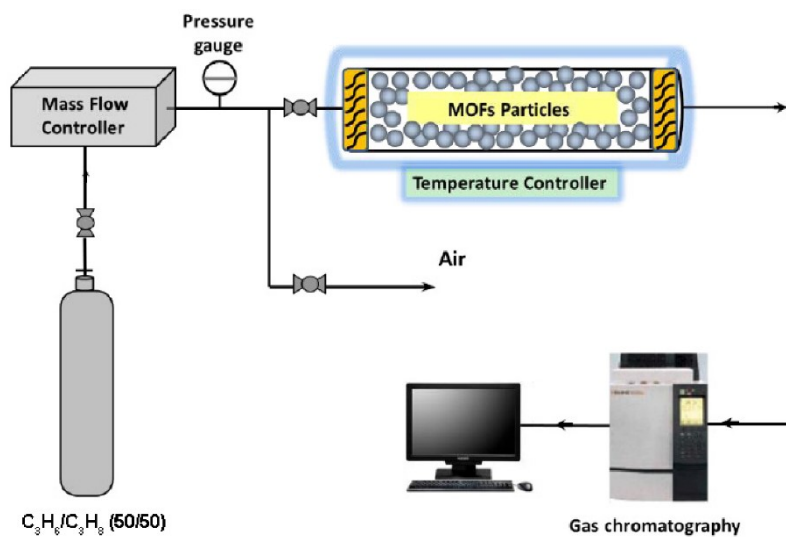 Pressure
gauge
Mass Flow
Controller
MOFs Particles
Temperature Controller
Air
C₃H₆/C₃H₈ (50/50)
Gas chromatography